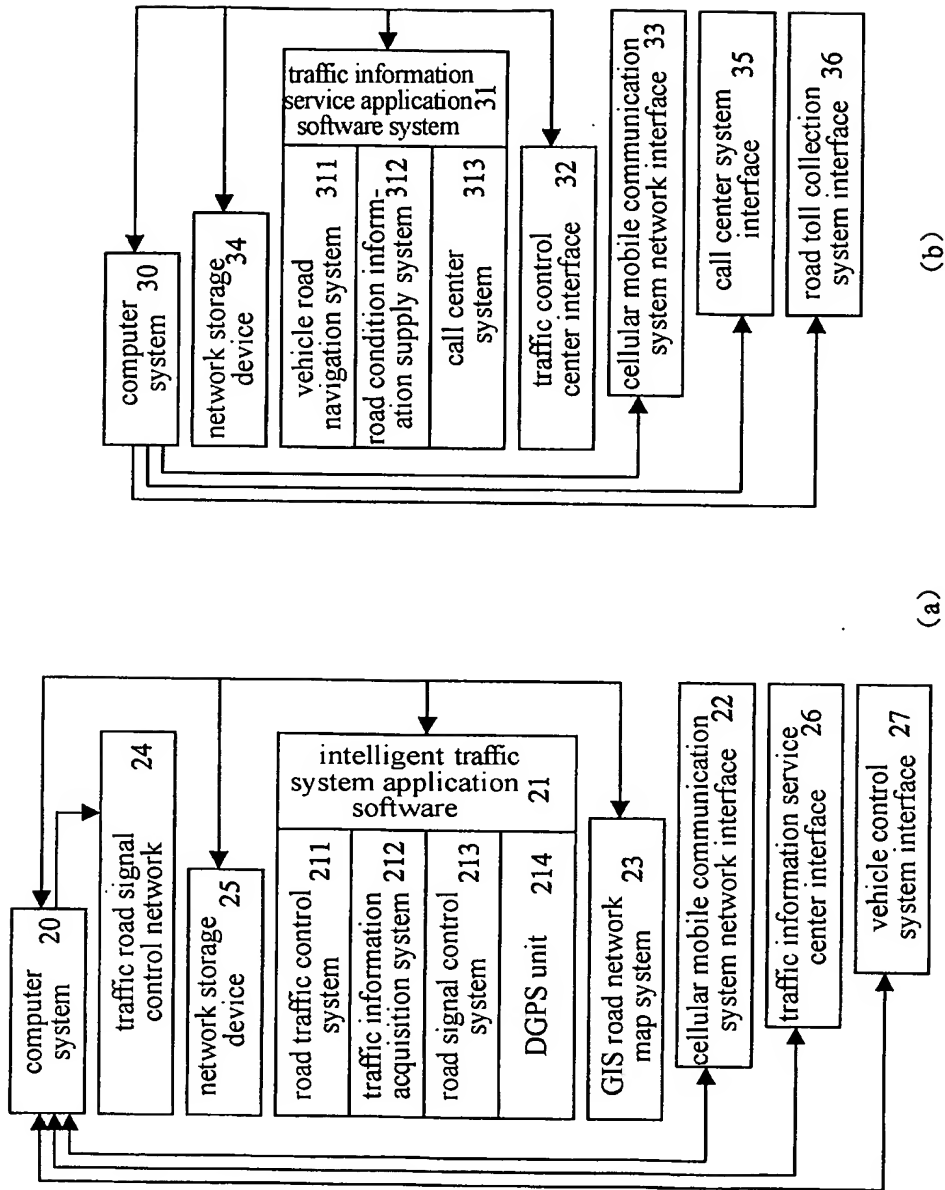 computer
system 20
traffic road signal
control network 24
network storage
device 25
intelligent traffic
system application
software 21
road traffic control
system 211
traffic information
acquisition system 212
road signal control
system 213
DGPS unit 214
GIS road network
map system 23
cellular mobile communication
system network interface 22
traffic information service
center interface 26
vehicle control
system interface 27
(a)
computer
system 30
network storage
device 34
traffic information
service application
software system 31
vehicle road
navigation system 311
road condition inform-
ation supply system 312
call center
system 313
traffic control
center interface 32
cellular mobile communication
system network interface 33
call center system
interface 35
road toll collection
system interface 36
(b)